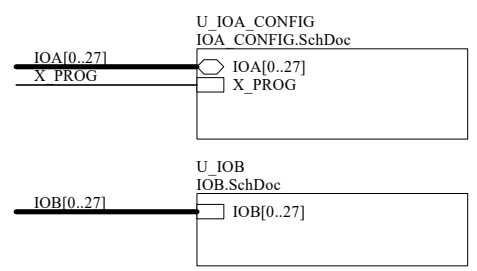 U_IOA_CONFIG
IOA_CONFIG.SchDoc
IOA[0..27]
IOA[0..27]
X_PROG
X_PROG
U_IOB
IOB.SchDoc
IOB[0..27]
IOB[0..27]